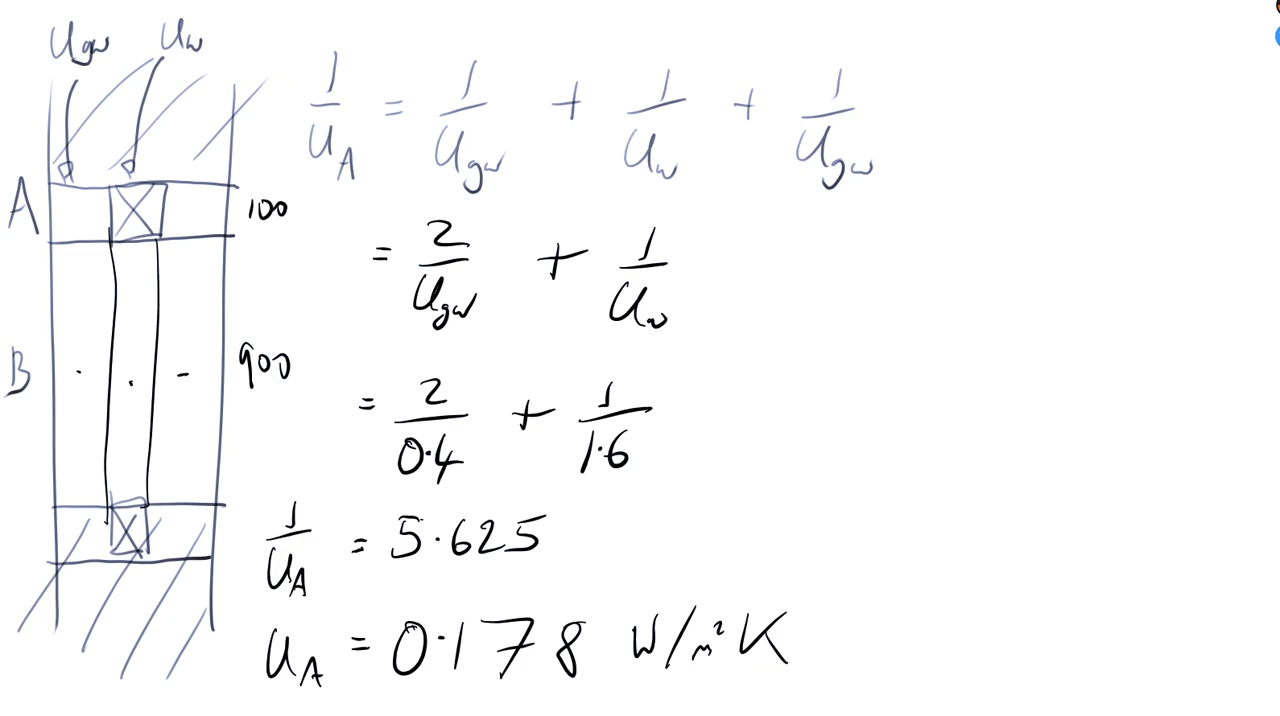 Ugw Uw
1/UA = 1/Ugw + 1/Uw + 1/Ugw
A 100
= 2/Ugw + 1/Uw
B 900
= 2/0.4 + 1/1.6
1/UA = 5.625
UA = 0.178 W/m²K